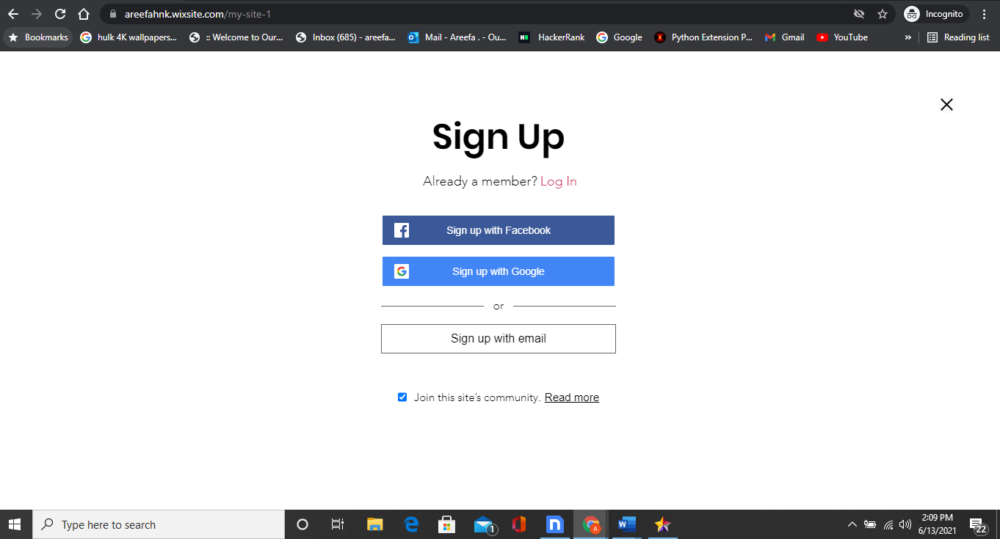 areefahnk.wixsite.com/my-site-1
Incognito
Bookmarks
hulk 4K wallpapers...
:: Welcome to Our...
Inbox (685) - areefa...
Mail - Areefa . - Ou...
HackerRank
Google
Python Extension P...
Gmail
YouTube
»
Reading list
Sign Up
Already a member? Log In
Sign up with Facebook
Sign up with Google
or
Sign up with email
Join this site's community. Read more
Type here to search
1
2:09 PM
6/13/2021
22